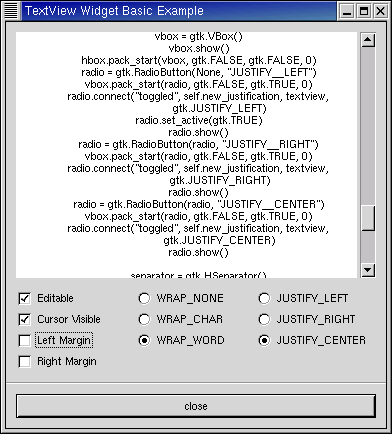 TextView Widget Basic Example
vbox = gtk.VBox()
vbox.show()
hbox.pack_start(vbox, gtk.FALSE, gtk.FALSE, 0)
radio = gtk.RadioButton(None, "JUSTIFY__LEFT")
vbox.pack_start(radio, gtk.FALSE, gtk.TRUE, 0)
radio.connect("toggled", self.new_justification, textview,
gtk.JUSTIFY_LEFT)
radio.set_active(gtk.TRUE)
radio.show()
radio = gtk.RadioButton(radio, "JUSTIFY__RIGHT")
vbox.pack_start(radio, gtk.FALSE, gtk.TRUE, 0)
radio.connect("toggled", self.new_justification, textview,
gtk.JUSTIFY_RIGHT)
radio.show()
radio = gtk.RadioButton(radio, "JUSTIFY__CENTER")
vbox.pack_start(radio, gtk.FALSE, gtk.TRUE, 0)
radio.connect("toggled", self.new_justification, textview,
gtk.JUSTIFY_CENTER)
radio.show()
separator = gtk.HSeparator()
Editable WRAP_NONE JUSTIFY_LEFT
Cursor Visible WRAP_CHAR JUSTIFY_RIGHT
Left Margin WRAP_WORD JUSTIFY_CENTER
Right Margin
close